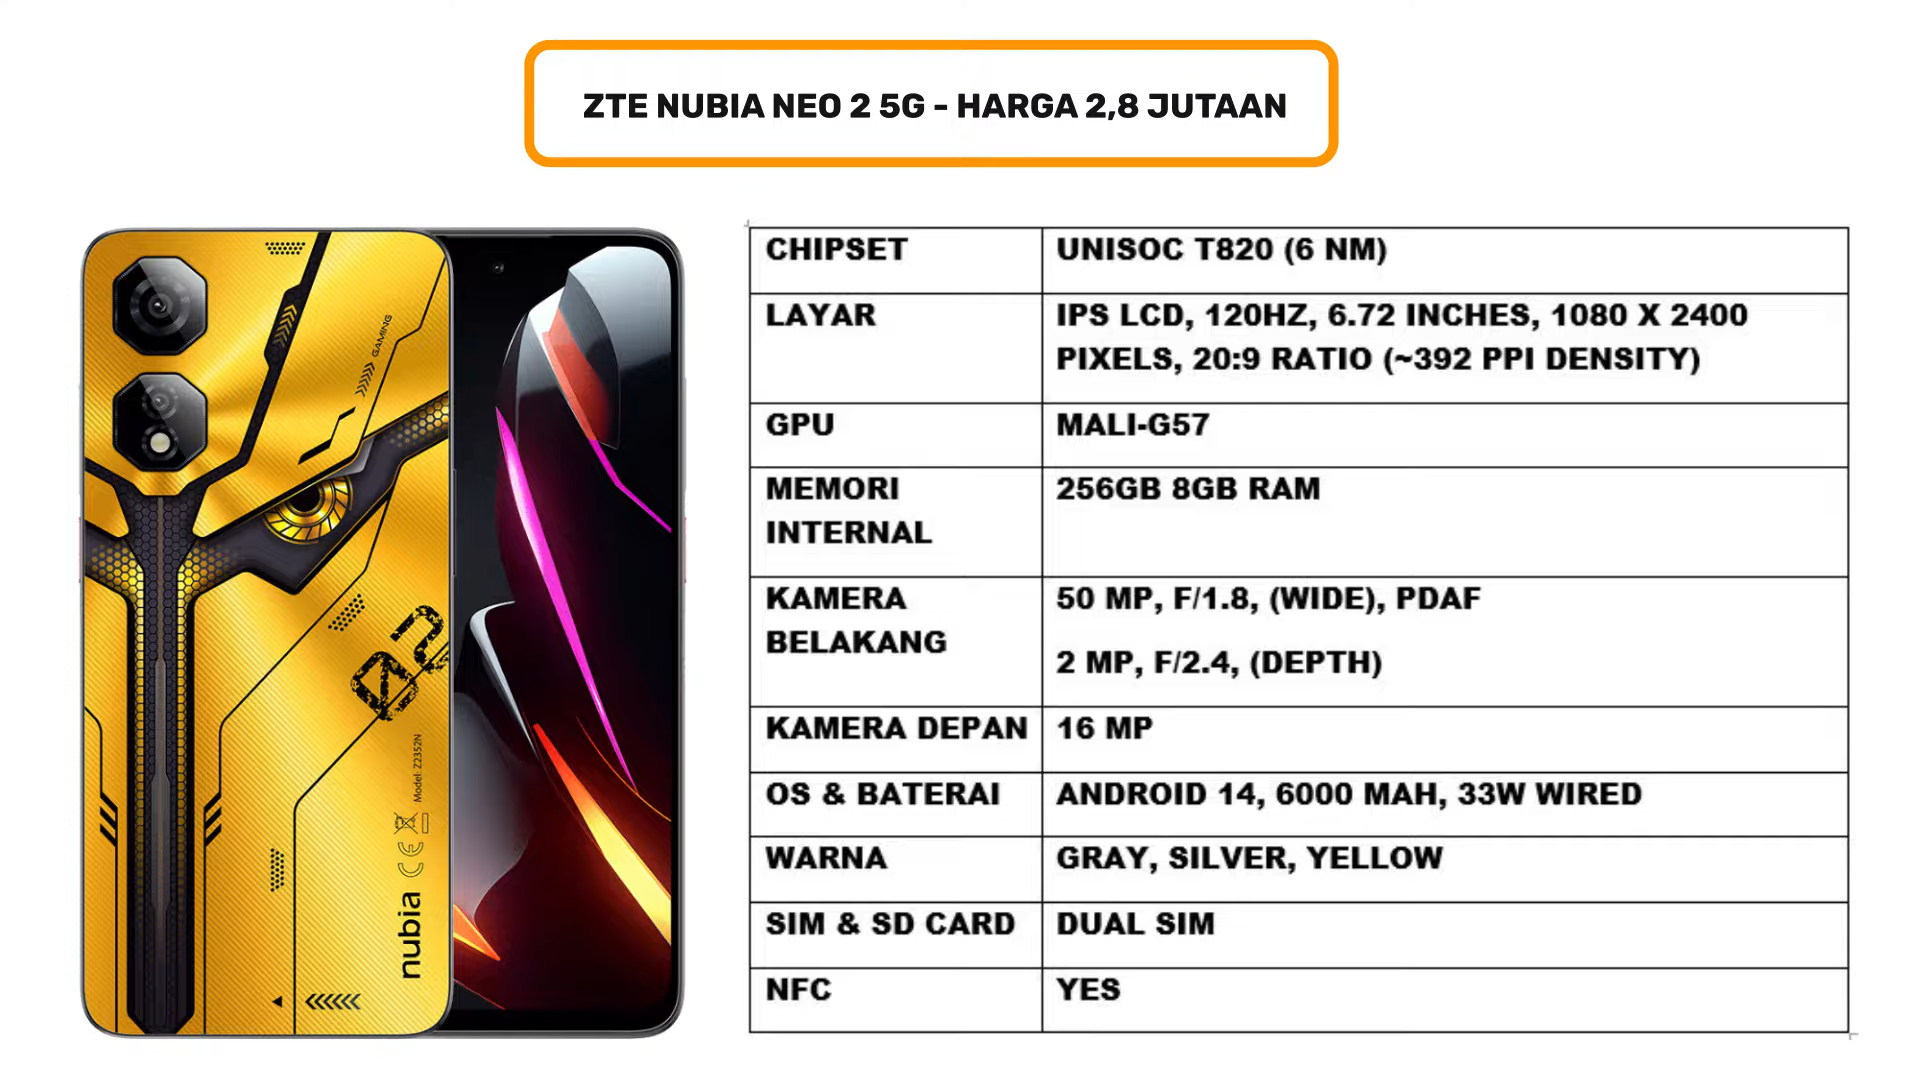 ZTE NUBIA NEO 2 5G - HARGA 2,8 JUTAAN
CHIPSET UNISOC T820 (6 NM)
LAYAR IPS LCD, 120HZ, 6.72 INCHES, 1080 X 2400
PIXELS, 20:9 RATIO (~392 PPI DENSITY)
GPU MALI-G57
MEMORI 256GB 8GB RAM
INTERNAL
KAMERA 50 MP, F/1.8, (WIDE), PDAF
BELAKANG
2 MP, F/2.4, (DEPTH)
KAMERA DEPAN 16 MP
OS & BATERAI ANDROID 14, 6000 MAH, 33W WIRED
WARNA GRAY, SILVER, YELLOW
SIM & SD CARD DUAL SIM
NFC YES
GAMING
02
Model: Z2352N
CE
nubia